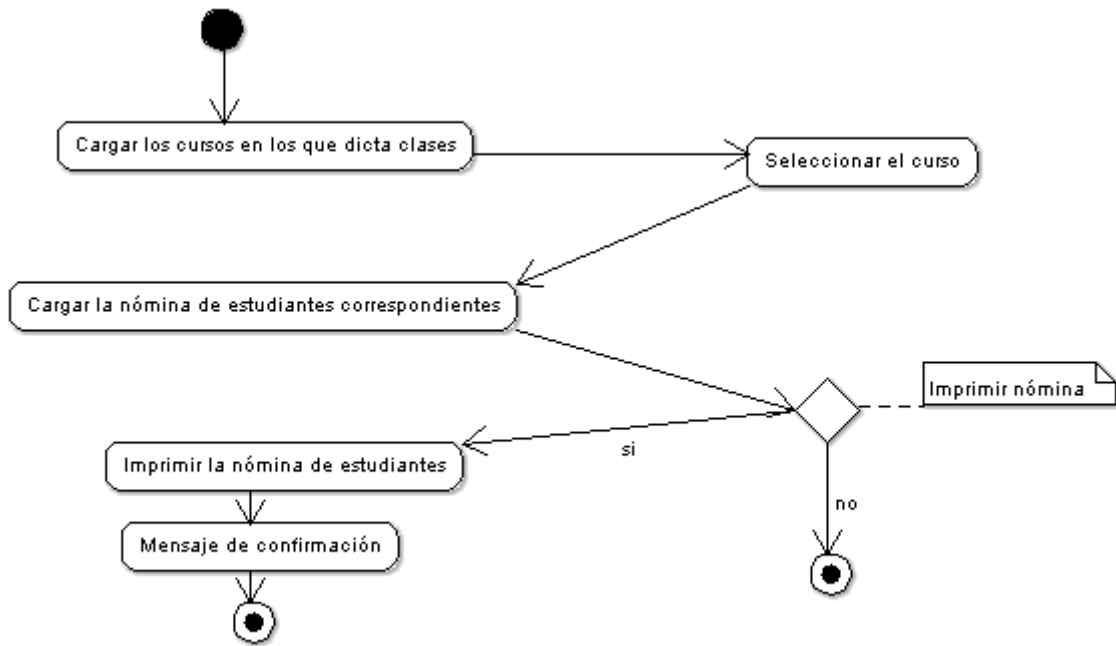 Cargar los cursos en los que dicta clases
Seleccionar el curso
Cargar la nómina de estudiantes correspondientes
Imprimir nómina
si
Imprimir la nómina de estudiantes
no
Mensaje de confirmación